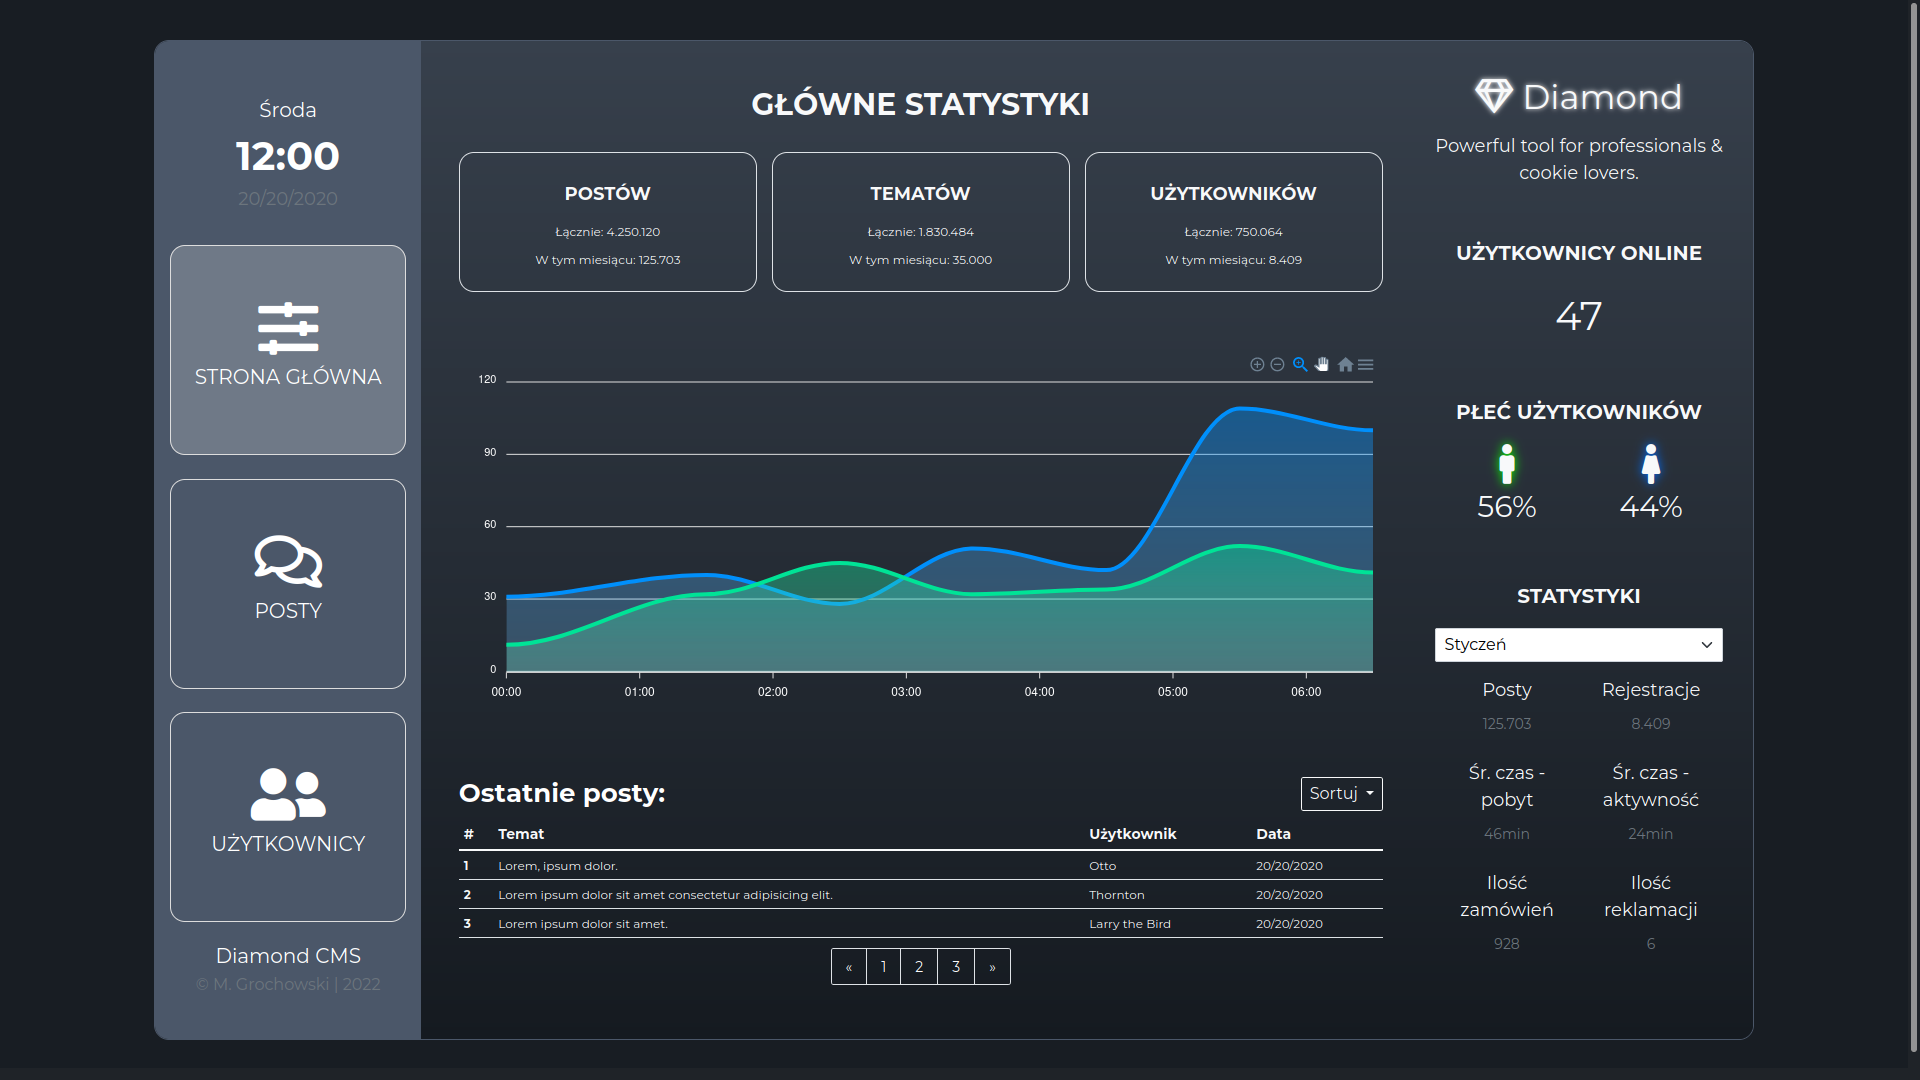 Środa
12:00
20/20/2020
STRONA GŁÓWNA
POSTY
UŻYTKOWNICY
Diamond CMS
© M. Grochowski | 2022
GŁÓWNE STATYSTYKI
POSTÓW
Łącznie: 4.250.120
W tym miesiącu: 125.703
TEMATÓW
Łącznie: 1.830.484
W tym miesiącu: 35.000
UŻYTKOWNIKÓW
Łącznie: 750.064
W tym miesiącu: 8.409
120
90
60
30
0
00:00 01:00 02:00 03:00 04:00 05:00 06:00
Ostatnie posty:
Sortuj
# Temat Użytkownik Data
1 Lorem, ipsum dolor. Otto 20/20/2020
2 Lorem ipsum dolor sit amet consectetur adipisicing elit. Thornton 20/20/2020
3 Lorem ipsum dolor sit amet. Larry the Bird 20/20/2020
« 1 2 3 »
Diamond
Powerful tool for professionals &
cookie lovers.
UŻYTKOWNICY ONLINE
47
PŁEĆ UŻYTKOWNIKÓW
56% 44%
STATYSTYKI
Styczeń
Posty Rejestracje
125.703 8.409
Śr. czas - Śr. czas -
pobyt aktywność
46min 24min
Ilość Ilość
zamówień reklamacji
928 6